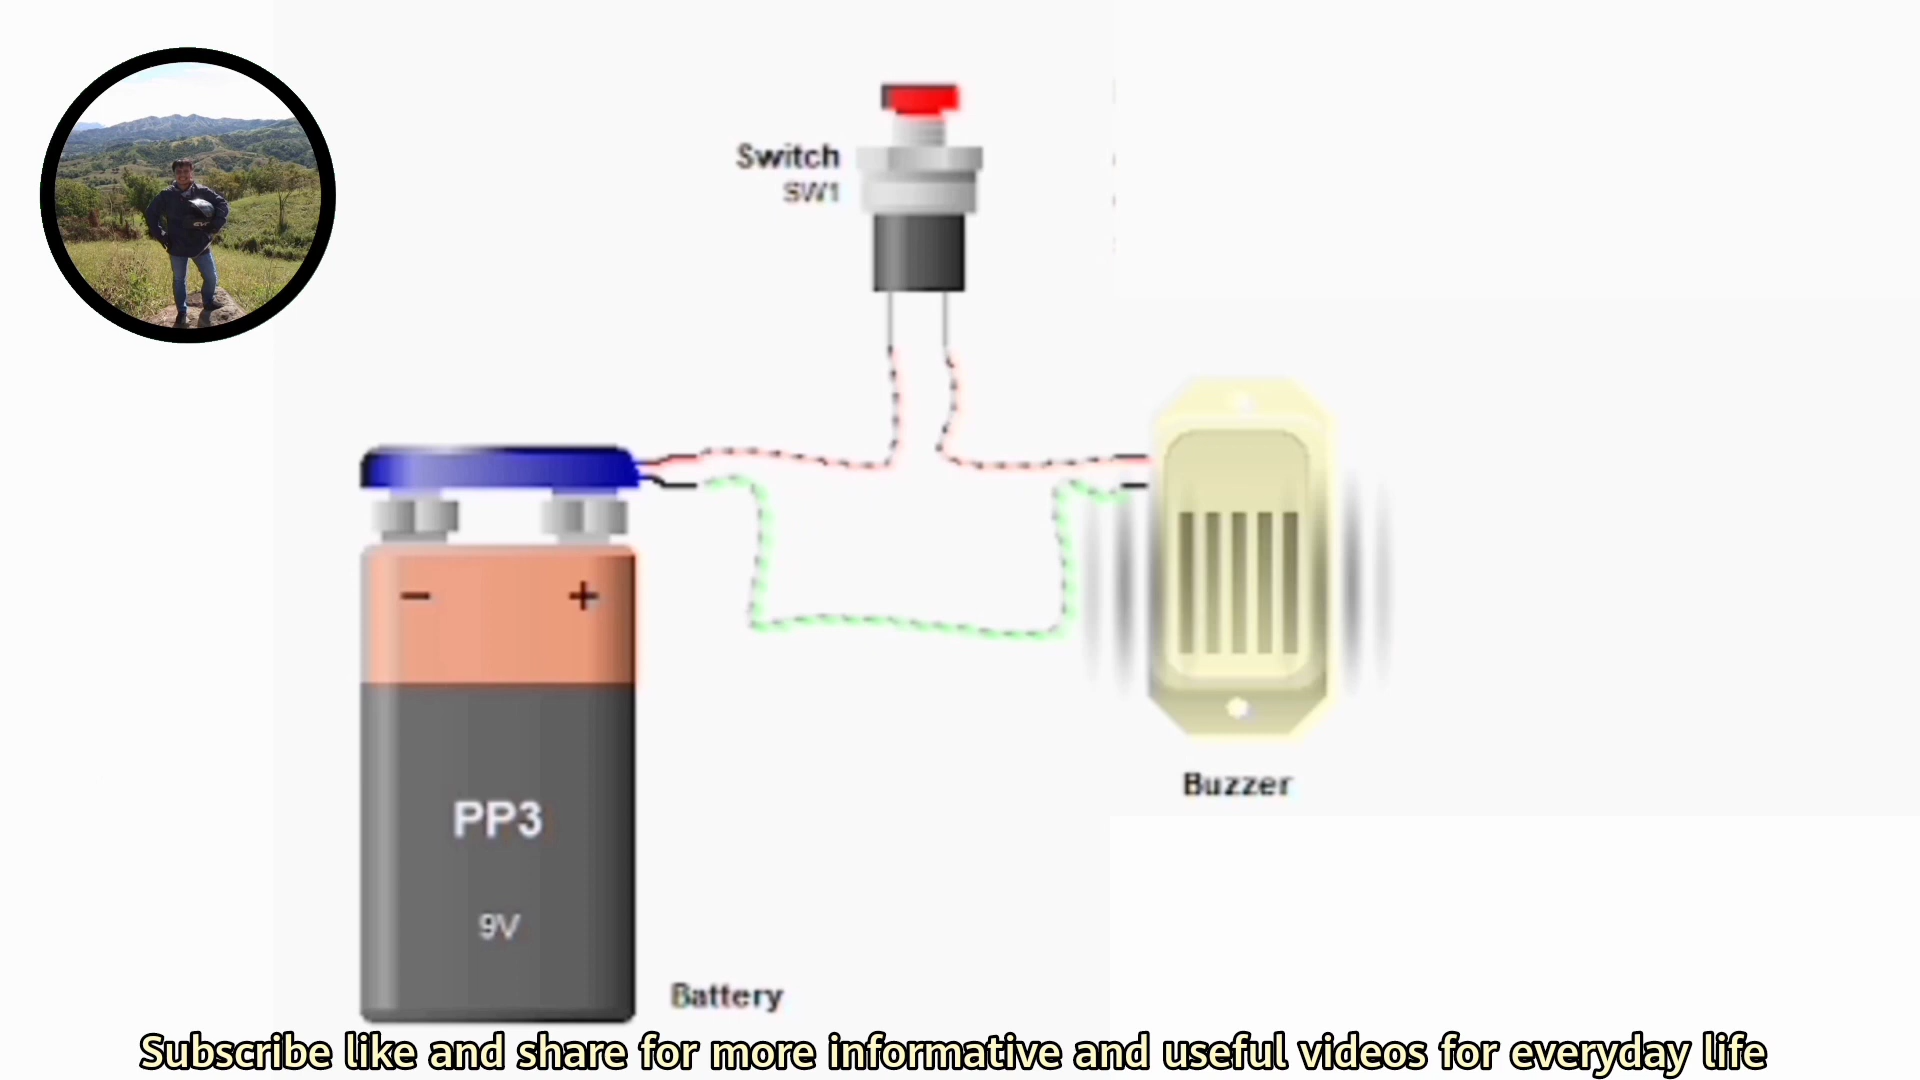 Switch
SW1
− +
PP3
9V
Buzzer
Battery
Subscribe like and share for more informative and useful videos for everyday life